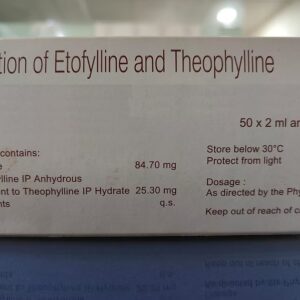 tion of Etofylline and Theophylline
50 x 2 ml
contains:
84.70 mg
ylline IP Anhydrous
nt to Theophylline IP Hydrate 25.30 mg
nts q.s.
Store below 30°C
Protect from light
Dosage :
As directed by the Phy
Keep out of reach of c